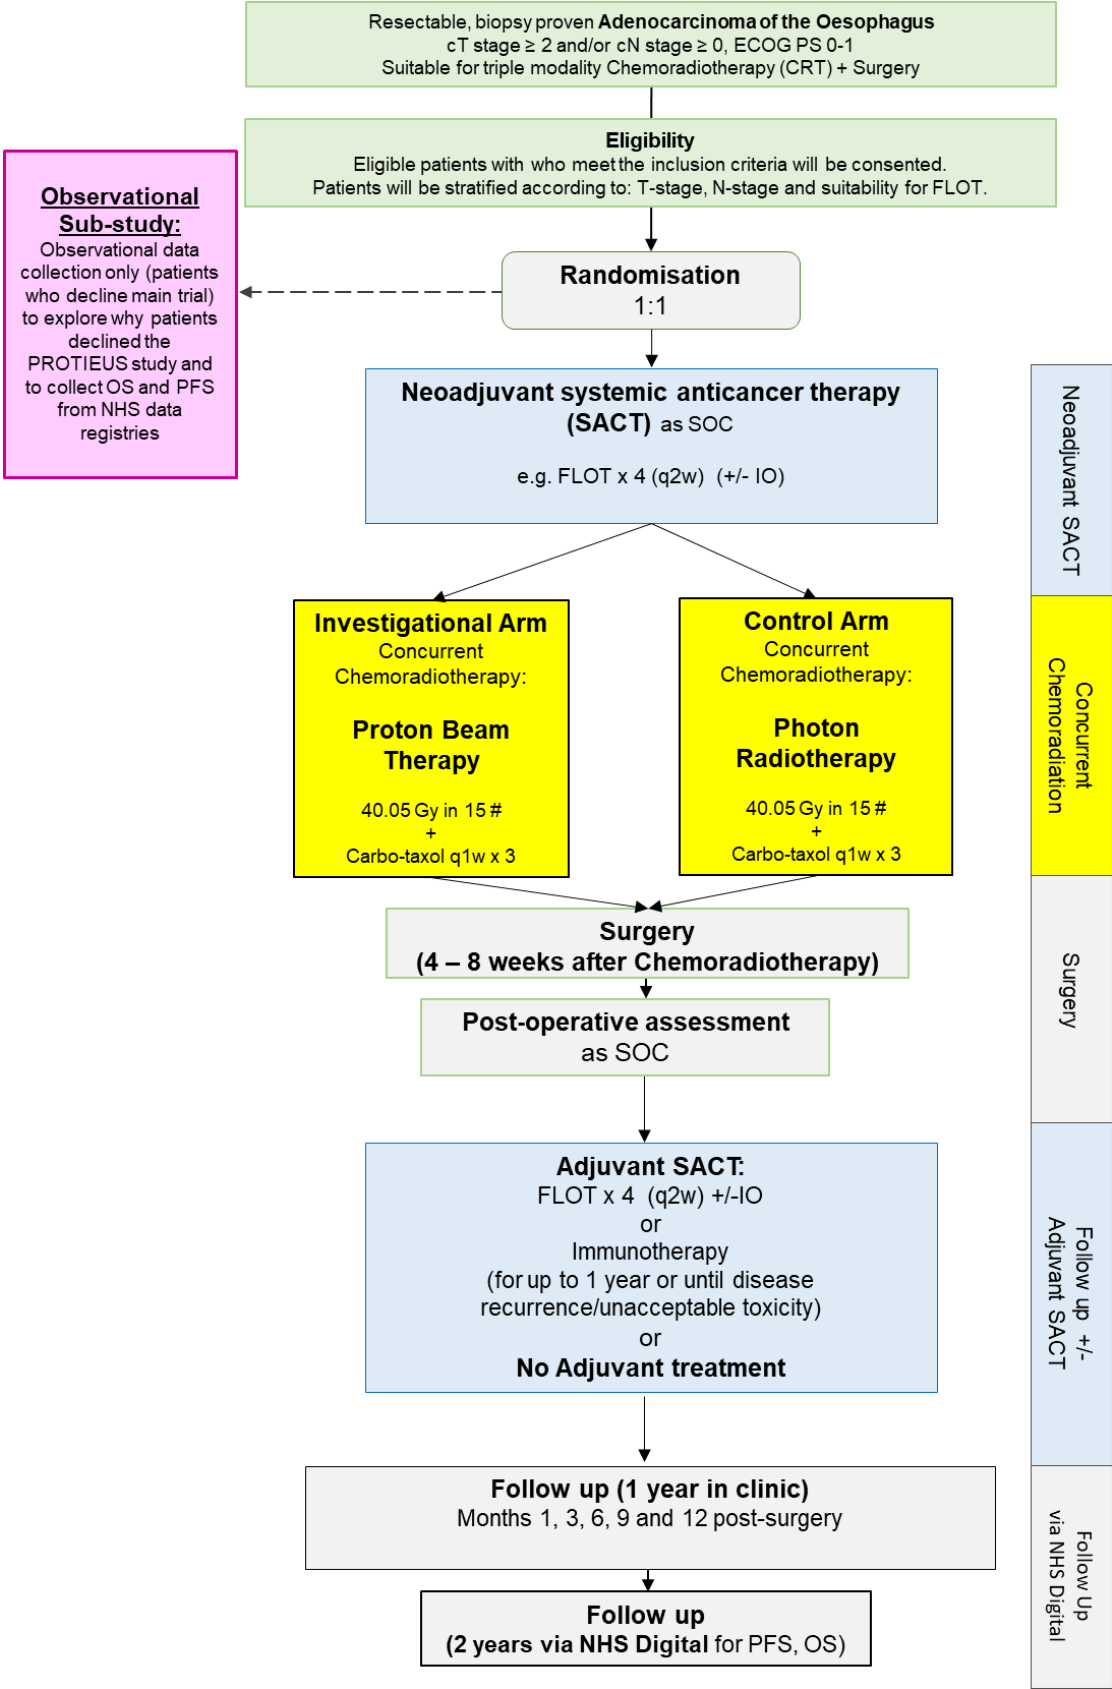 Resectable, biopsy proven Adenocarcinoma of the Oesophagus
cT stage ≥ 2 and/or cN stage ≥ 0, ECOG PS 0-1
Suitable for triple modality Chemoradiotherapy (CRT) + Surgery
Eligibility
Eligible patients with who meet the inclusion criteria will be consented.
Patients will be stratified according to: T-stage, N-stage and suitability for FLOT.
Observational
Sub-study:
Observational data
collection only (patients
who decline main trial)
to explore why patients
declined the
PROTIEUS study and
to collect OS and PFS
from NHS data
registries
Randomisation
1:1
Neoadjuvant systemic anticancer therapy
(SACT) as SOC
e.g. FLOT x 4 (q2w) (+/- IO)
Neoadjuvant SACT
Investigational Arm
Concurrent
Chemoradiotherapy:
Proton Beam
Therapy
40.05 Gy in 15 #
+
Carbo-taxol q1w x 3
Control Arm
Concurrent
Chemoradiotherapy:
Photon
Radiotherapy
40.05 Gy in 15 #
+
Carbo-taxol q1w x 3
Concurrent
Chemoradiation
Surgery
(4 – 8 weeks after Chemoradiotherapy)
Post-operative assessment
as SOC
Surgery
Adjuvant SACT:
FLOT x 4 (q2w) +/-IO
or
Immunotherapy
(for up to 1 year or until disease
recurrence/unacceptable toxicity)
or
No Adjuvant treatment
Follow up +/-
Adjuvant SACT
Follow up (1 year in clinic)
Months 1, 3, 6, 9 and 12 post-surgery
Follow up
(2 years via NHS Digital for PFS, OS)
Follow Up
via NHS Digital